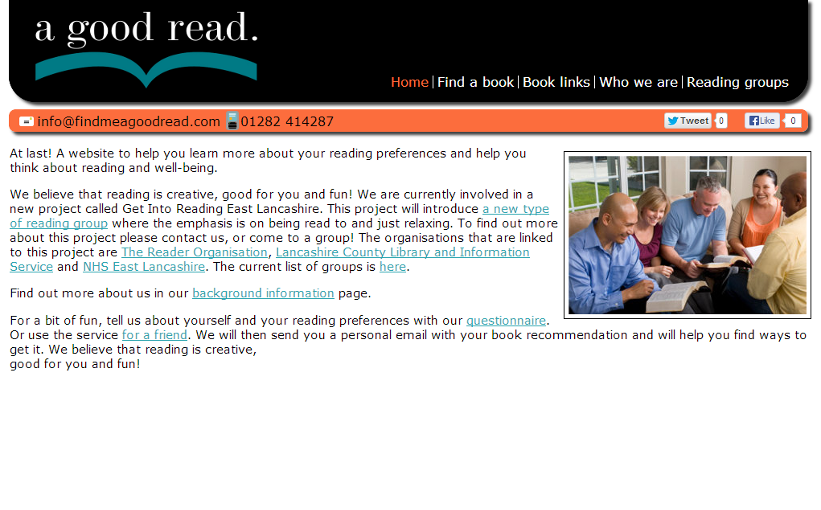 a good read.
Home | Find a book | Book links | Who we are | Reading groups
info@findmeagoodread.com 01282 414287
Tweet 0 Like 0
At last! A website to help you learn more about your reading preferences and help you
think about reading and well-being.
We believe that reading is creative, good for you and fun! We are currently involved in a
new project called Get Into Reading East Lancashire. This project will introduce a new type
of reading group where the emphasis is on being read to and just relaxing. To find out more
about this project please contact us, or come to a group! The organisations that are linked
to this project are The Reader Organisation, Lancashire County Library and Information
Service and NHS East Lancashire. The current list of groups is here.
Find out more about us in our background information page.
For a bit of fun, tell us about yourself and your reading preferences with our questionnaire.
Or use the service for a friend. We will then send you a personal email with your book recommendation and will help you find ways to
get it. We believe that reading is creative,
good for you and fun!